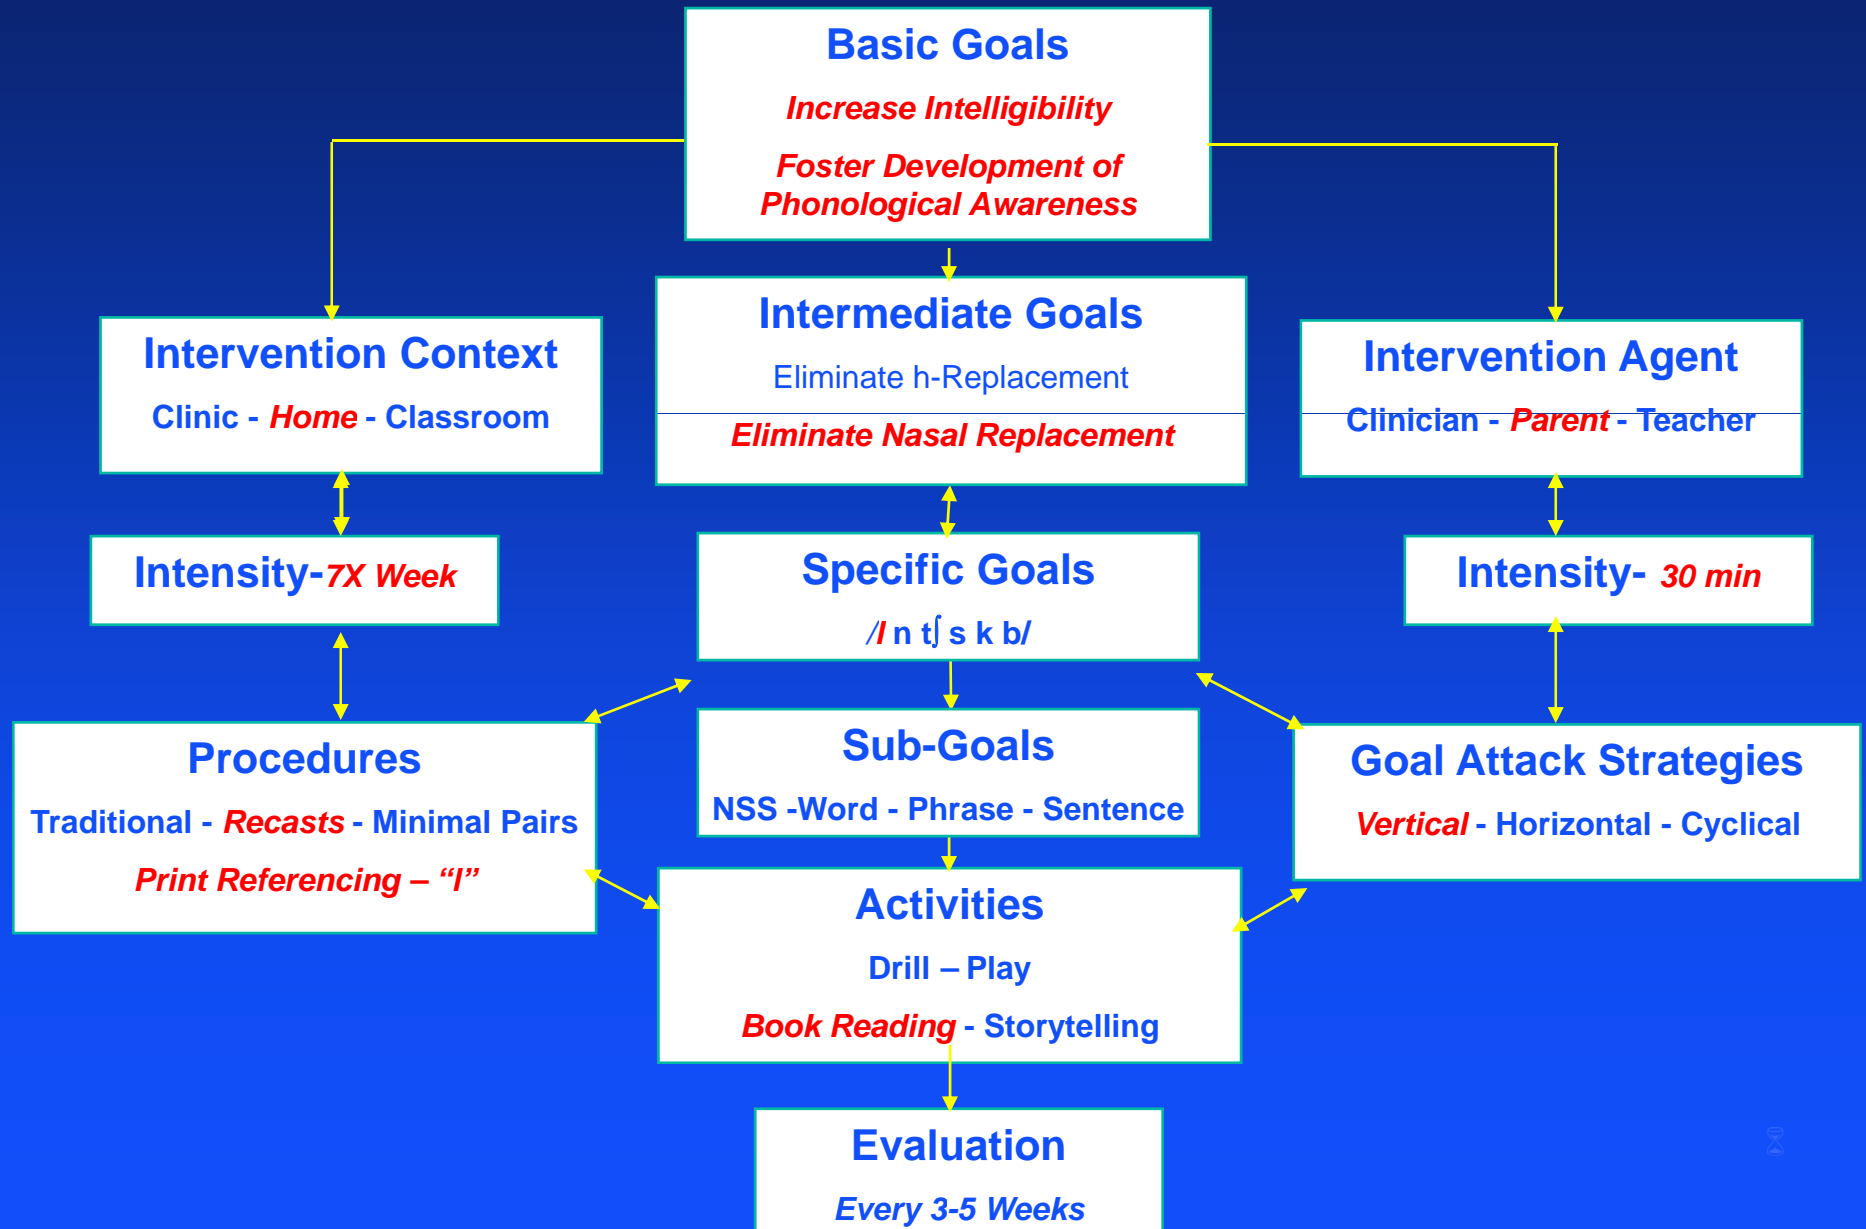 Basic Goals
Increase Intelligibility
Foster Development of
Phonological Awareness
Intervention Context
Clinic - Home - Classroom
Intermediate Goals
Eliminate h-Replacement
Eliminate Nasal Replacement
Intervention Agent
Clinician - Parent - Teacher
Intensity-7X Week
Specific Goals
/l n t∫ s k b/
Intensity- 30 min
Procedures
Traditional - Recasts - Minimal Pairs
Print Referencing – “l”
Sub-Goals
NSS -Word - Phrase - Sentence
Goal Attack Strategies
Vertical - Horizontal - Cyclical
Activities
Drill – Play
Book Reading - Storytelling
Evaluation
Every 3-5 Weeks